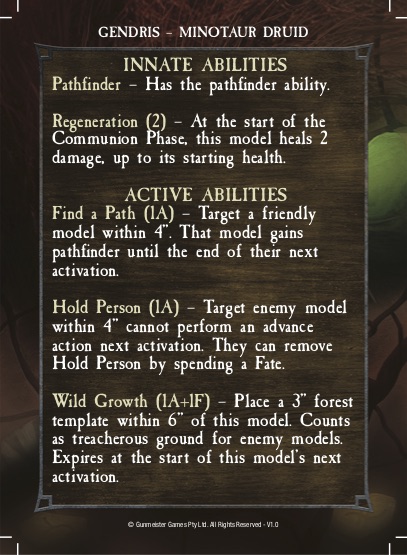 GENDRIS – MINOTAUR DRUID
INNATE ABILITIES
Pathfinder – Has the pathfinder ability.
Regeneration (2) – At the start of the
Communion Phase, this model heals 2
damage, up to its starting health.
ACTIVE ABILITIES
Find a Path (1A) – Target a friendly
model within 4”. That model gains
pathfinder until the end of their next
activation.
Hold Person (1A) – Target enemy model
within 4” cannot perform an advance
action next activation. They can remove
Hold Person by spending a Fate.
Wild Growth (1A+1F) – Place a 3” forest
template within 6” of this model. Counts
as treacherous ground for enemy models.
Expires at the start of this model’s next
activation.
© Gunmeister Games Pty Ltd. All Rights Reserved - V1.0